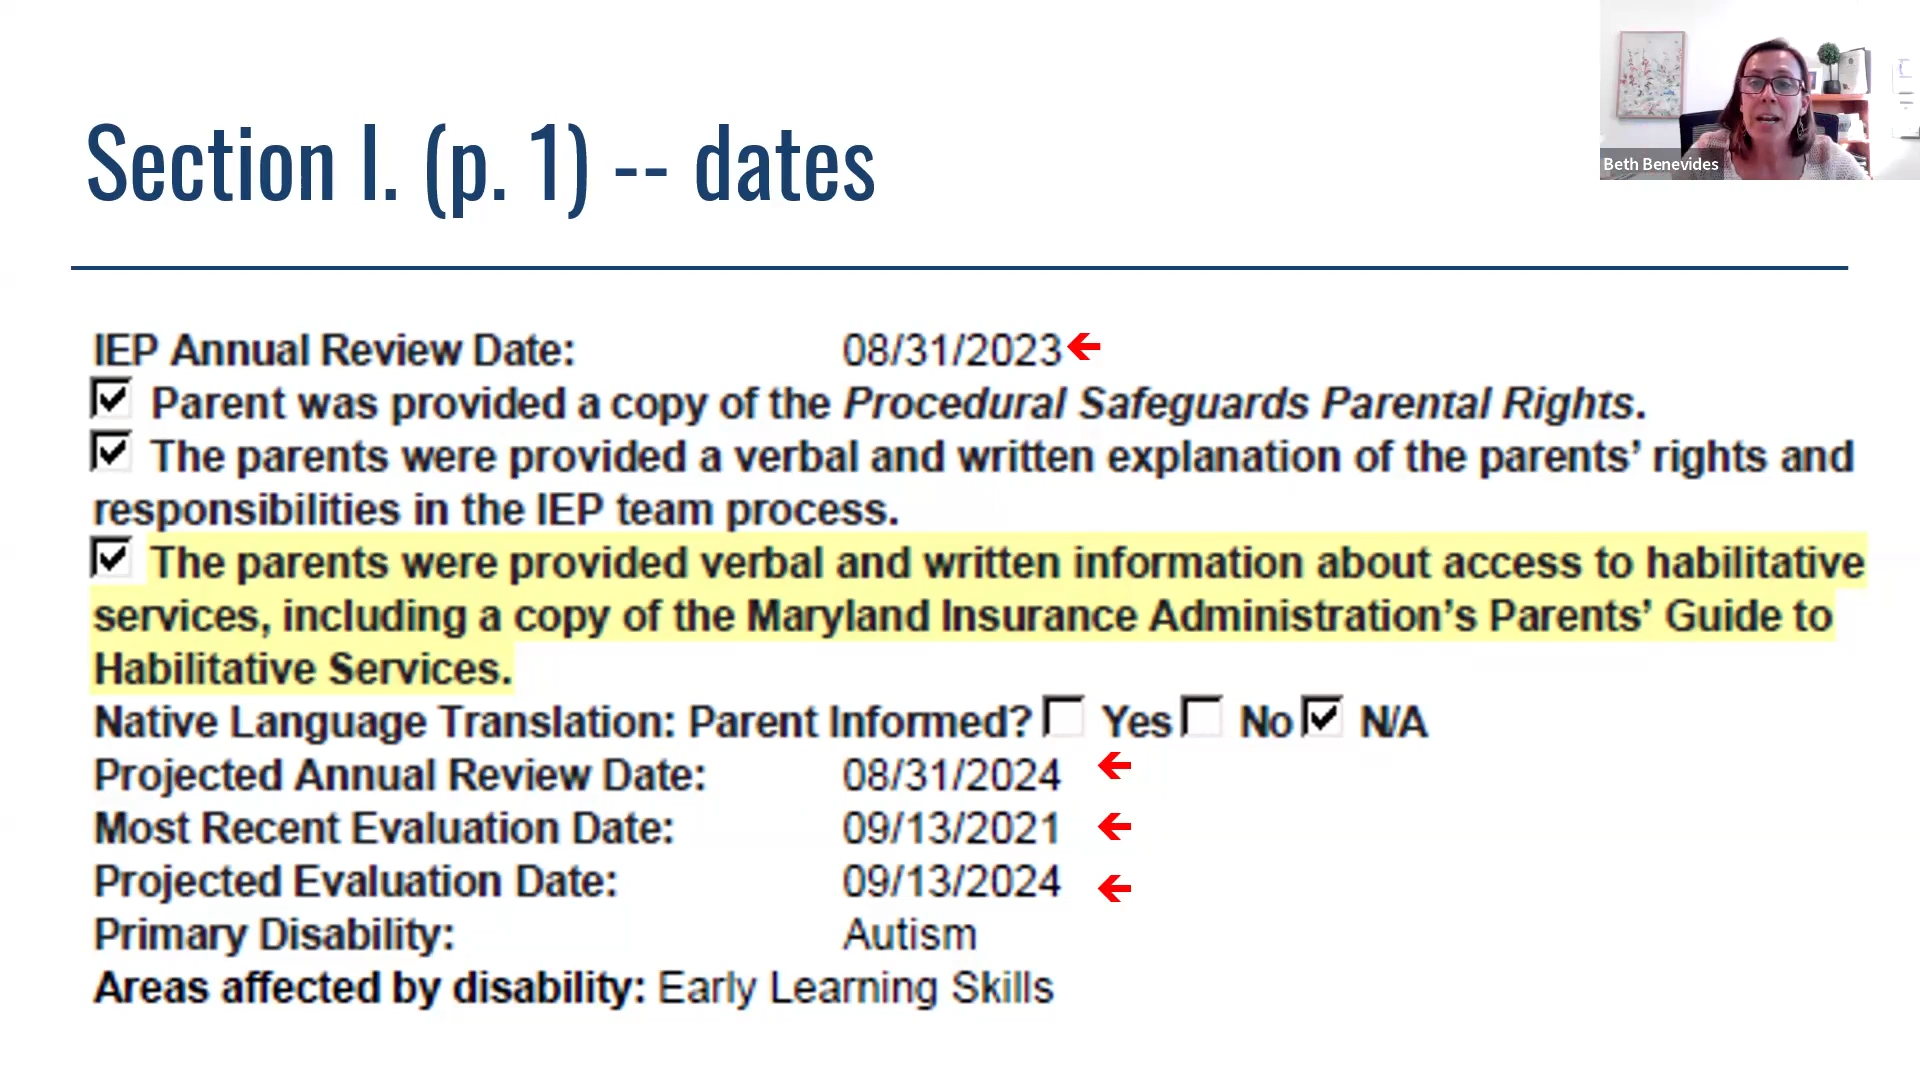 Section I. (p. 1) -- dates
Beth Benevides
IEP Annual Review Date: 08/31/2023
Parent was provided a copy of the Procedural Safeguards Parental Rights.
The parents were provided a verbal and written explanation of the parents’ rights and
responsibilities in the IEP team process.
The parents were provided verbal and written information about access to habilitative
services, including a copy of the Maryland Insurance Administration’s Parents’ Guide to
Habilitative Services.
Native Language Translation: Parent Informed? Yes No N/A
Projected Annual Review Date: 08/31/2024
Most Recent Evaluation Date: 09/13/2021
Projected Evaluation Date: 09/13/2024
Primary Disability: Autism
Areas affected by disability: Early Learning Skills